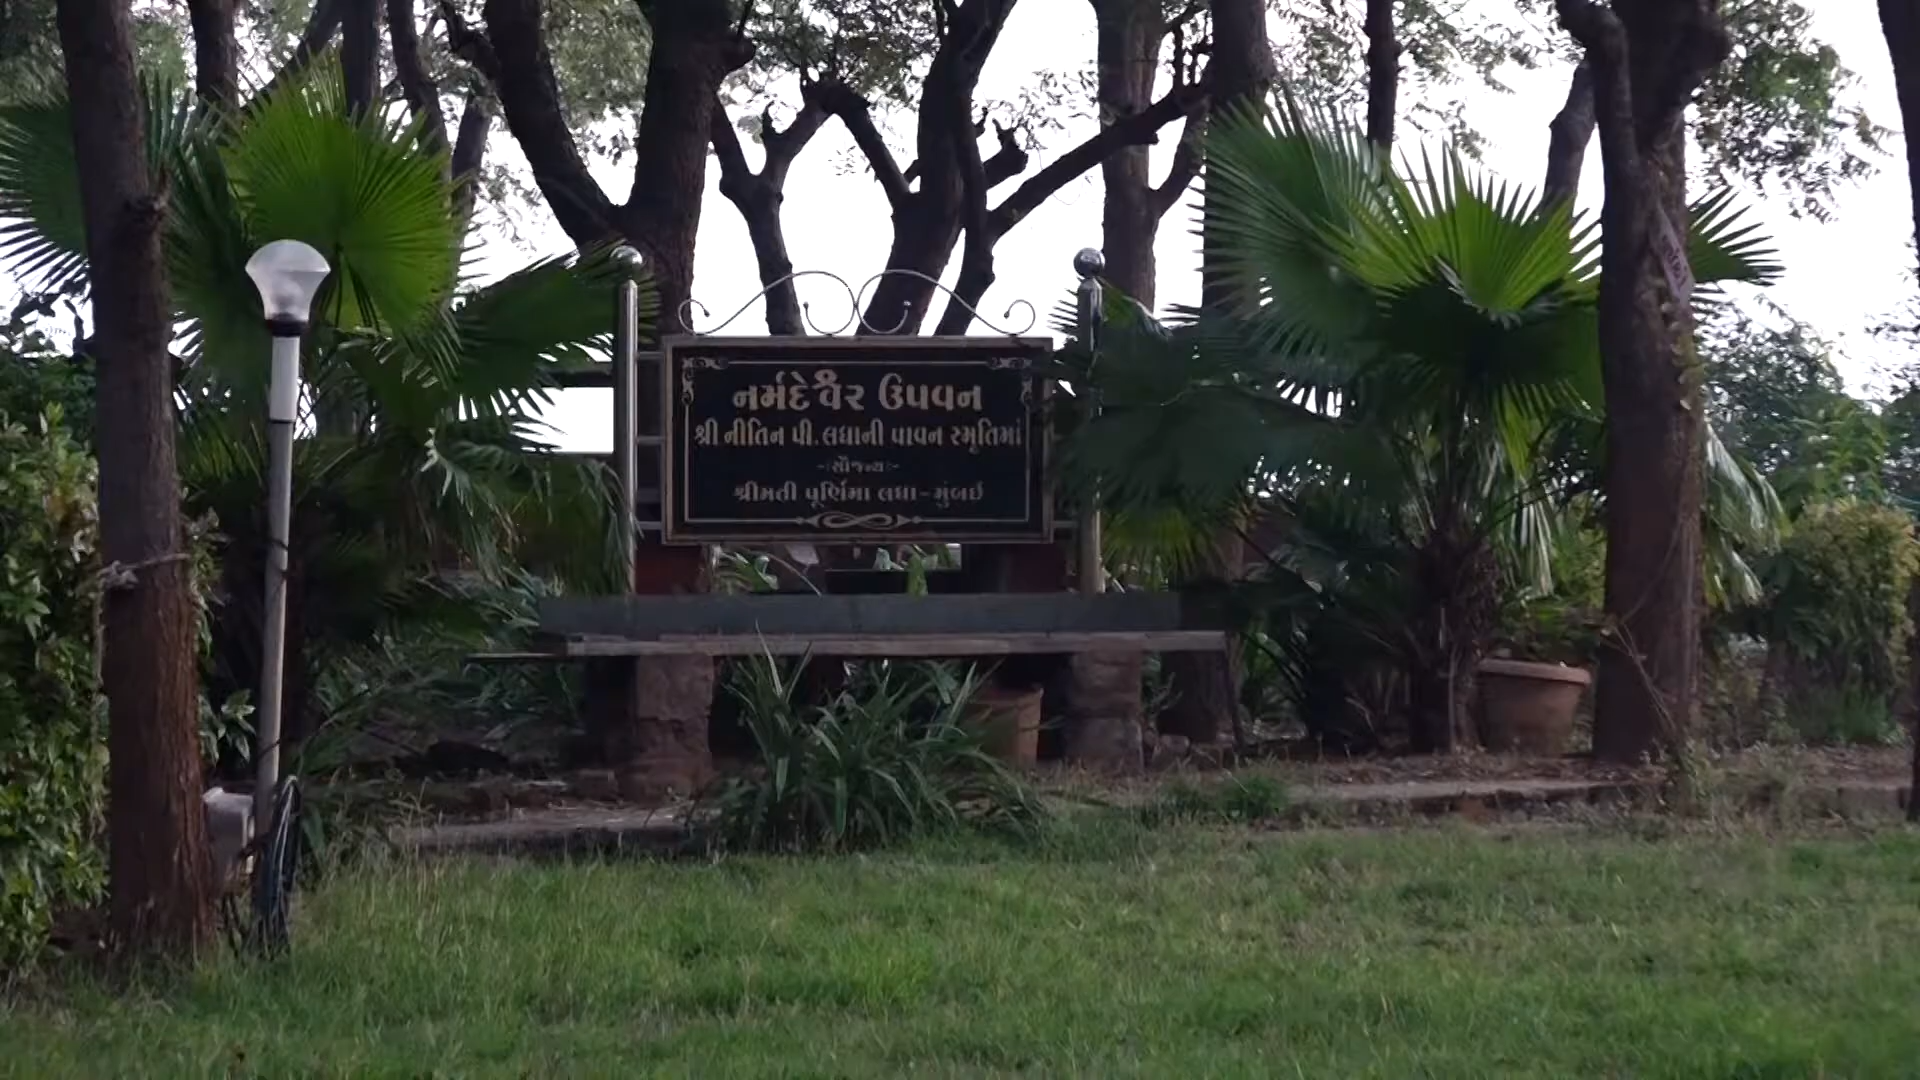 નર્મદેશ્વર ઉપવન
શ્રી નીતિન પી. લધાની પાવન સ્મૃતિમાં
-:સૌજન્ય:-
શ્રીમતી પૂર્ણિમા લધા - મુંબઈ